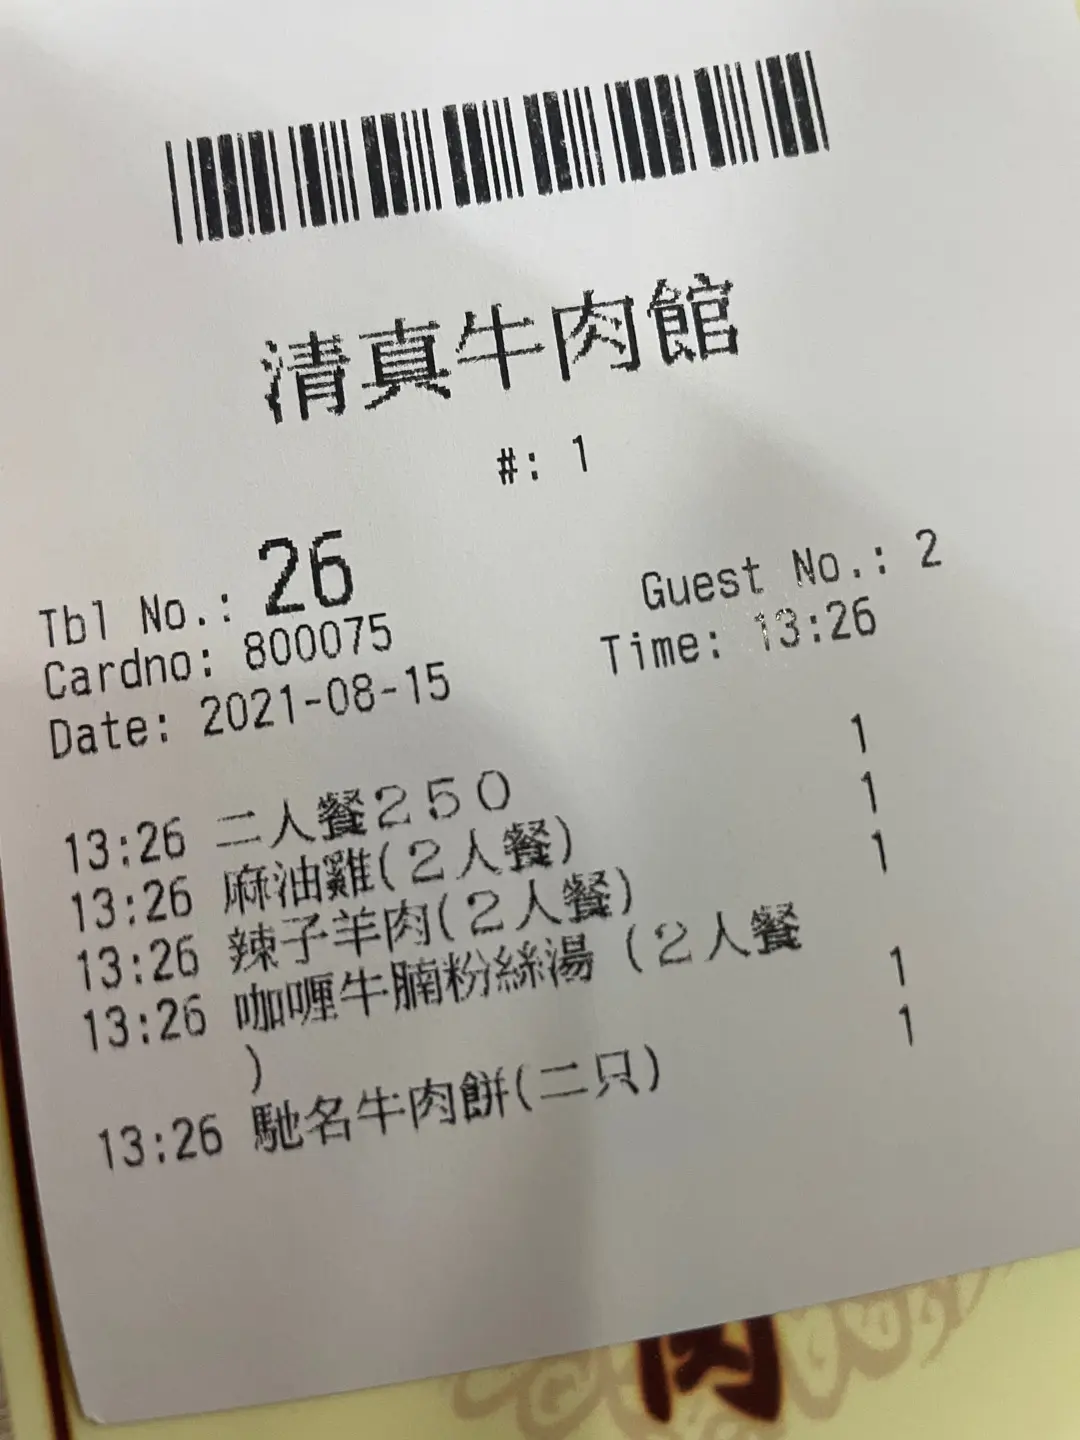 清真牛肉館
#: 1
Tbl No.: 26 Guest No.: 2
Cardno: 800075 Time: 13:26
Date: 2021-08-15
13:26 二人餐250 1
13:26 麻油雞(2人餐) 1
13:26 辣子羊肉(2人餐) 1
13:26 咖喱牛腩粉絲湯 (2人餐 1
)
13:26 馳名牛肉餅(二只) 1
肉